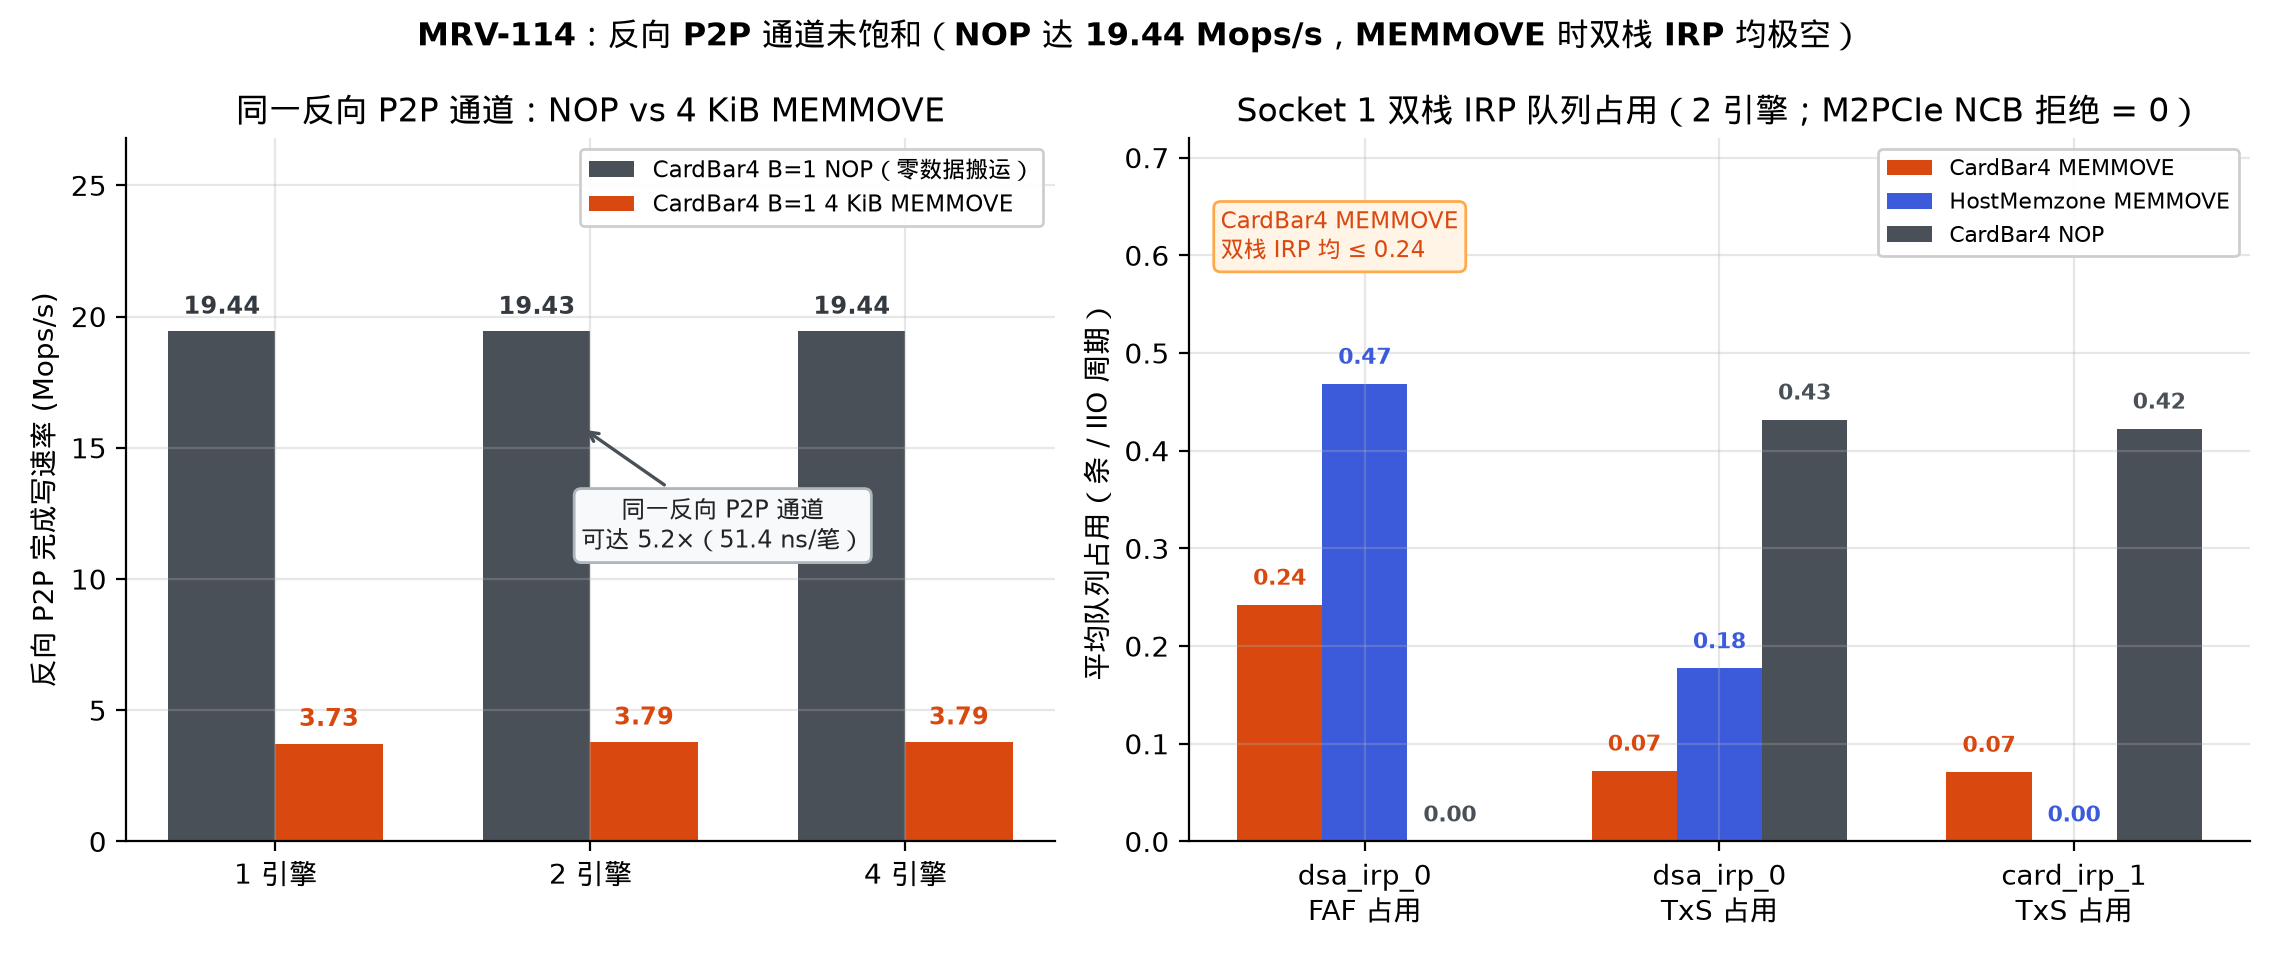 MRV-114：反向 P2P 通道未饱和（NOP 达 19.44 Mops/s，MEMMOVE 时双栈 IRP 均极空）
同一反向 P2P 通道：NOP vs 4 KiB MEMMOVE
反向 P2P 完成写速率 (Mops/s)
25
20
15
10
5
0
CardBar4 B=1 NOP（零数据搬运）
CardBar4 B=1 4 KiB MEMMOVE
19.44
19.43
19.44
同一反向 P2P 通道
可达 5.2×（51.4 ns/笔）
3.73
3.79
3.79
1 引擎
2 引擎
4 引擎
Socket 1 双栈 IRP 队列占用（2 引擎；M2PCIe NCB 拒绝 = 0）
平均队列占用（条 / IIO 周期）
0.7
0.6
0.5
0.4
0.3
0.2
0.1
0.0
CardBar4 MEMMOVE
HostMemzone MEMMOVE
CardBar4 NOP
CardBar4 MEMMOVE
双栈 IRP 均 ≤ 0.24
0.24
0.47
0.00
0.07
0.18
0.43
0.07
0.00
0.42
dsa_irp_0
FAF 占用
dsa_irp_0
TxS 占用
card_irp_1
TxS 占用